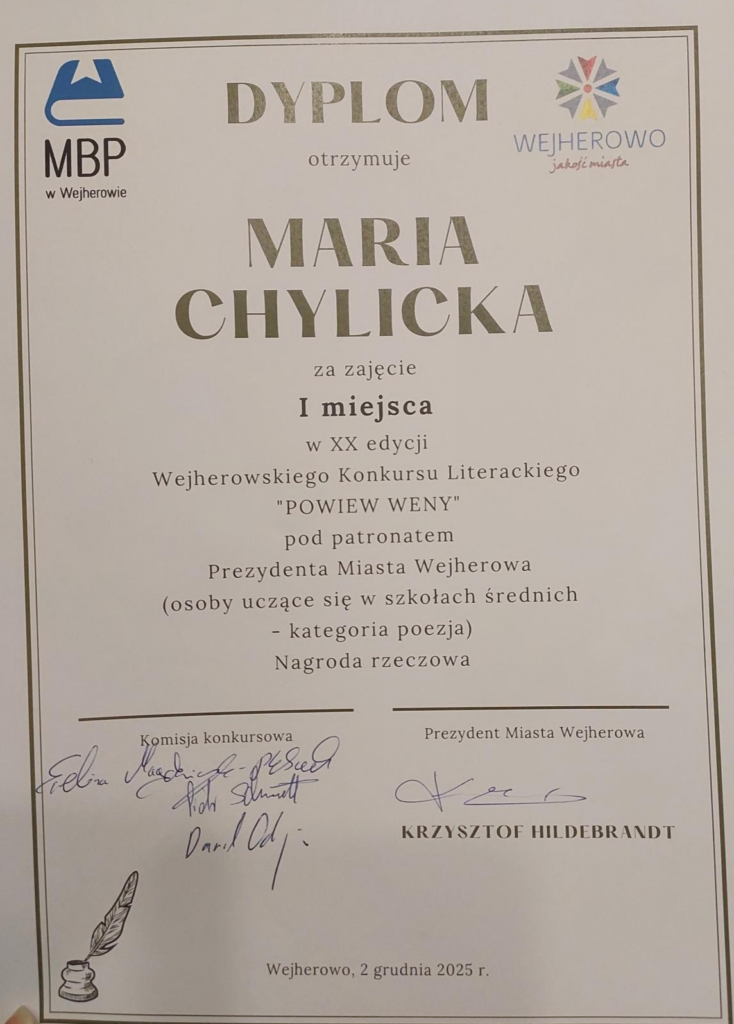 MBP
w Wejherowie
WEJHEROWO
jakość miasta
DYPLOM
otrzymuje
MARIA
CHYLICKA
za zajęcie
I miejsca
w XX edycji
Wejherowskiego Konkursu Literackiego
"POWIEW WENY"
pod patronatem
Prezydenta Miasta Wejherowa
(osoby uczące się w szkołach średnich
- kategoria poezja)
Nagroda rzeczowa
Komisja konkursowa
Piotr Schmidt
Prezydent Miasta Wejherowa
KRZYSZTOF HILDEBRANDT
Wejherowo, 2 grudnia 2025 r.